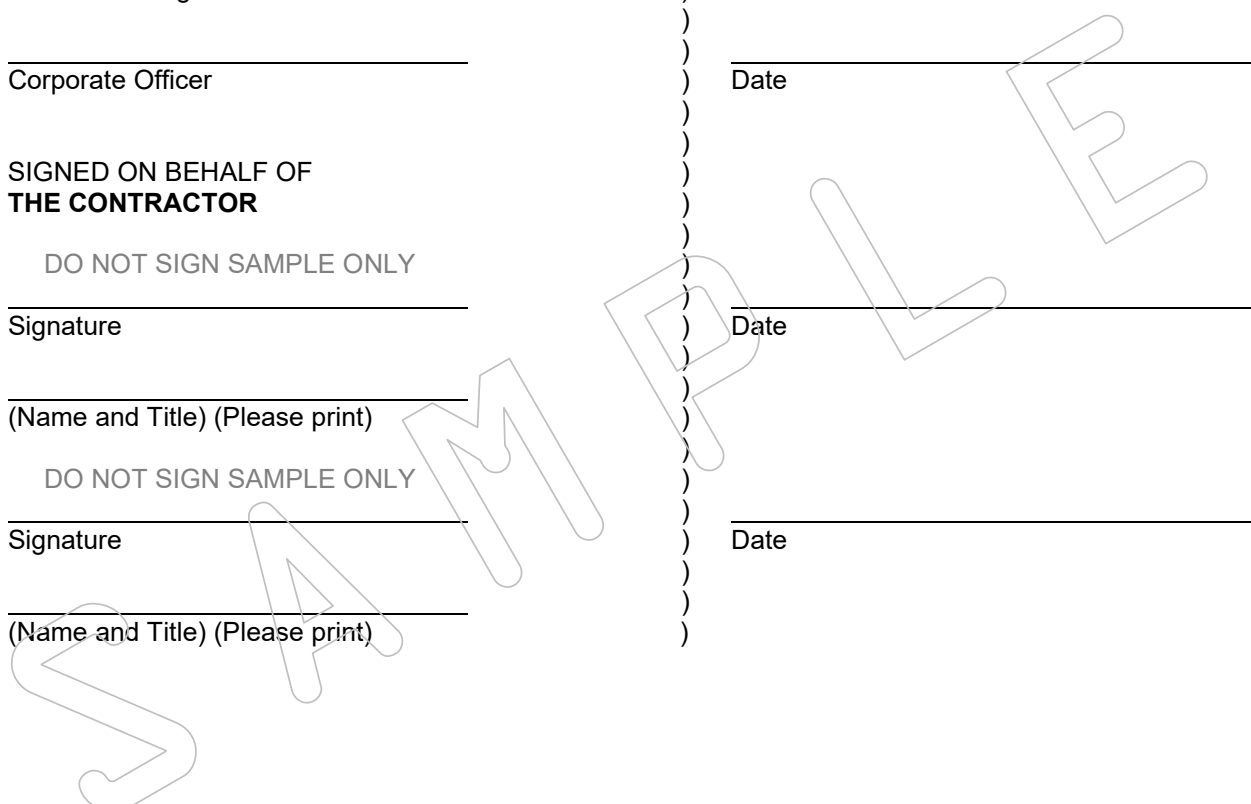 )
)
Corporate Officer ) Date
)
)
SIGNED ON BEHALF OF )
THE CONTRACTOR )
)
DO NOT SIGN SAMPLE ONLY )
)
Signature ) Date
)
)
(Name and Title) (Please print) )
)
DO NOT SIGN SAMPLE ONLY )
)
Signature ) Date
)
)
(Name and Title) (Please print) )
SAMPLE